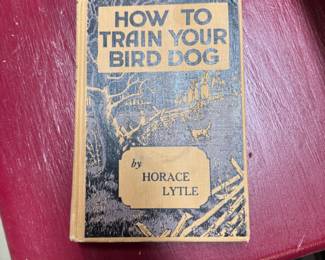 HOW TO
TRAIN YOUR
BIRD DOG
by
HORACE
LYTLE